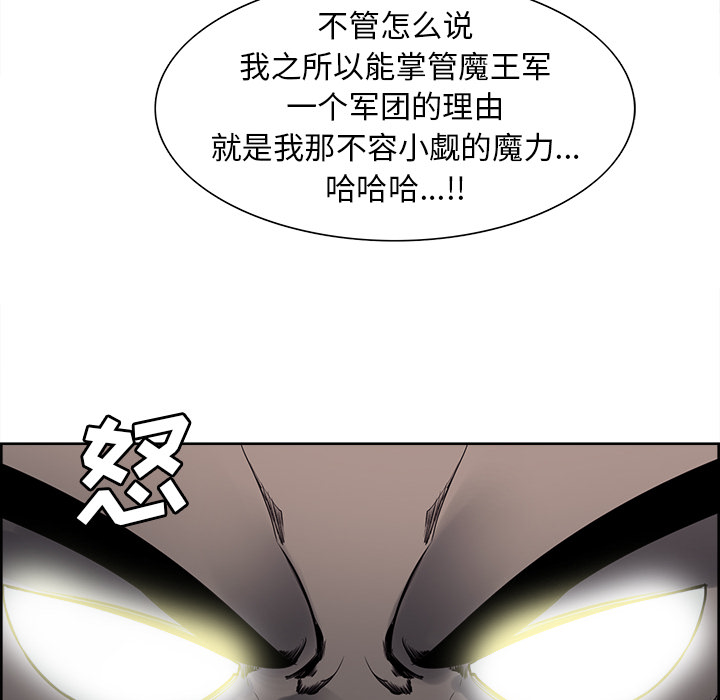 不管怎么说
我之所以能掌管魔王军
一个军团的理由
就是我那不容小觑的魔力...
哈哈哈...!!
怒